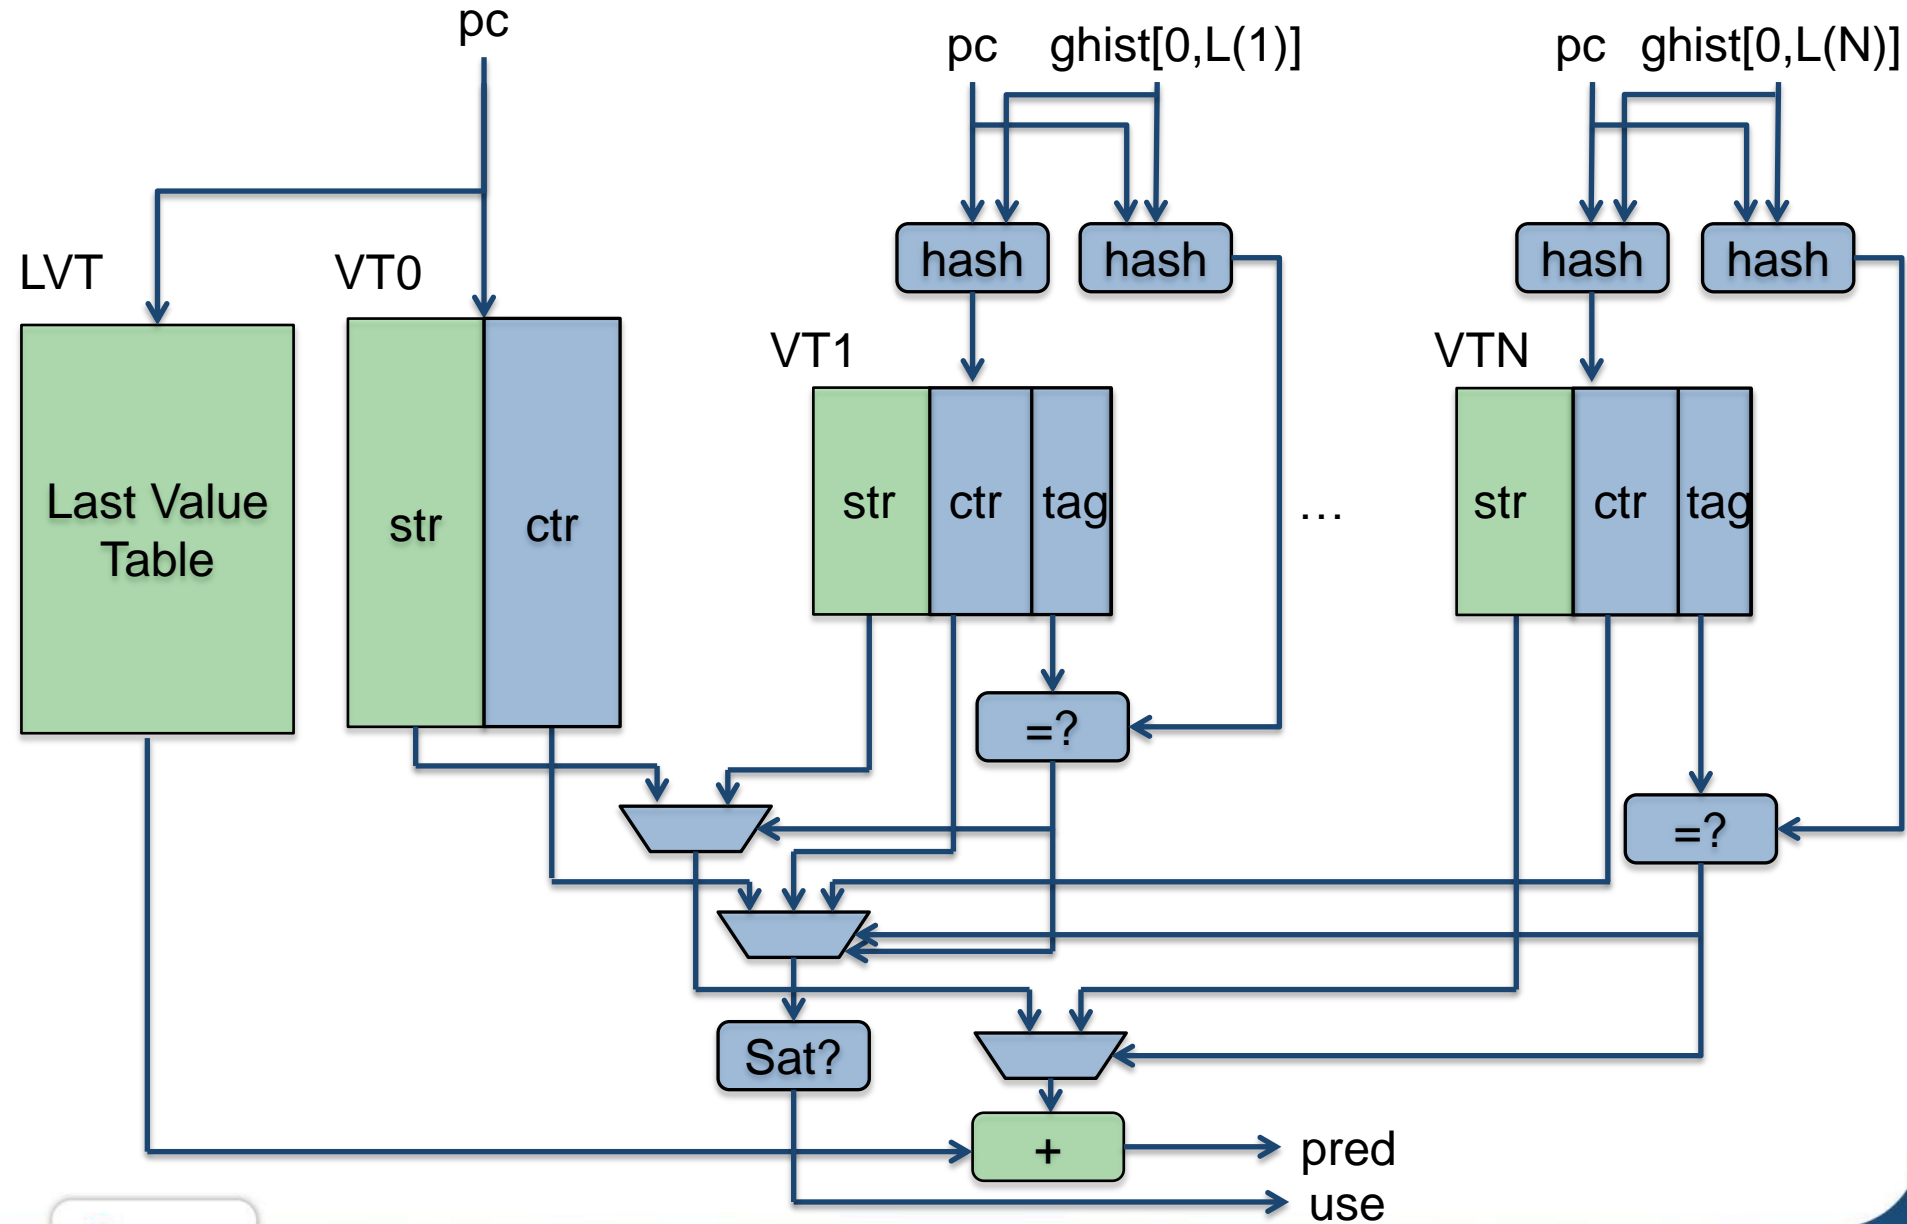 pc
pc ghist[0,L(1)]
pc ghist[0,L(N)]
hash
hash
hash
hash
LVT
VT0
VT1
VTN
Last Value
Table
str
ctr
str
ctr
tag
...
str
ctr
tag
=?
=?
Sat?
+
pred
use